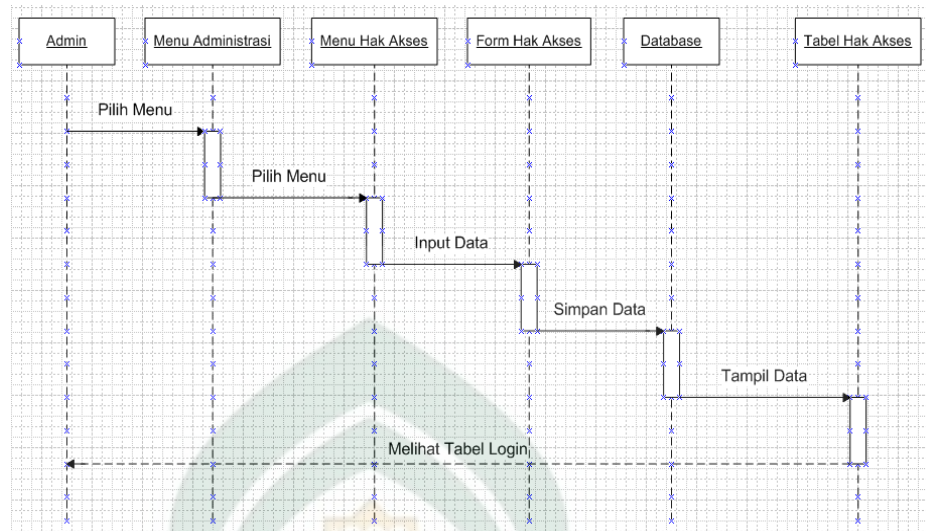 Admin
Menu Administrasi
Menu Hak Akses
Form Hak Akses
Database
Tabel Hak Akses
Pilih Menu
Pilih Menu
Input Data
Simpan Data
Tampil Data
Melihat Tabel Login